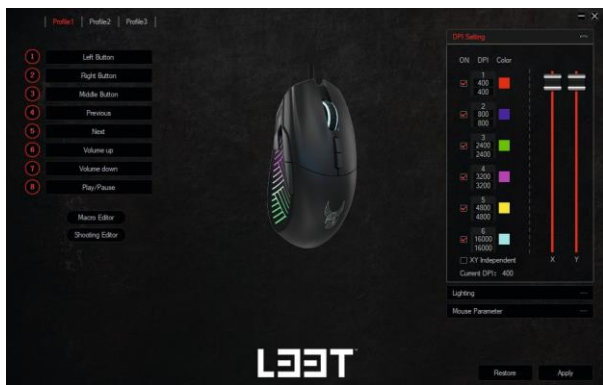 Profile1 Profile2 Profile3
DPI Setting
1 Left Button
2 Right Button
3 Middle Button
4 Previous
5 Next
6 Volume up
7 Volume down
8 Play/Pause
Macro Editor
Shooting Editor
ON DPI Color
1
400
400
2
800
800
3
2400
2400
4
3200
3200
5
4800
4800
6
16000
16000
XY Independent
X Y
Current DPI: 400
Lighting
Mouse Parameter
L33T
Restore Apply